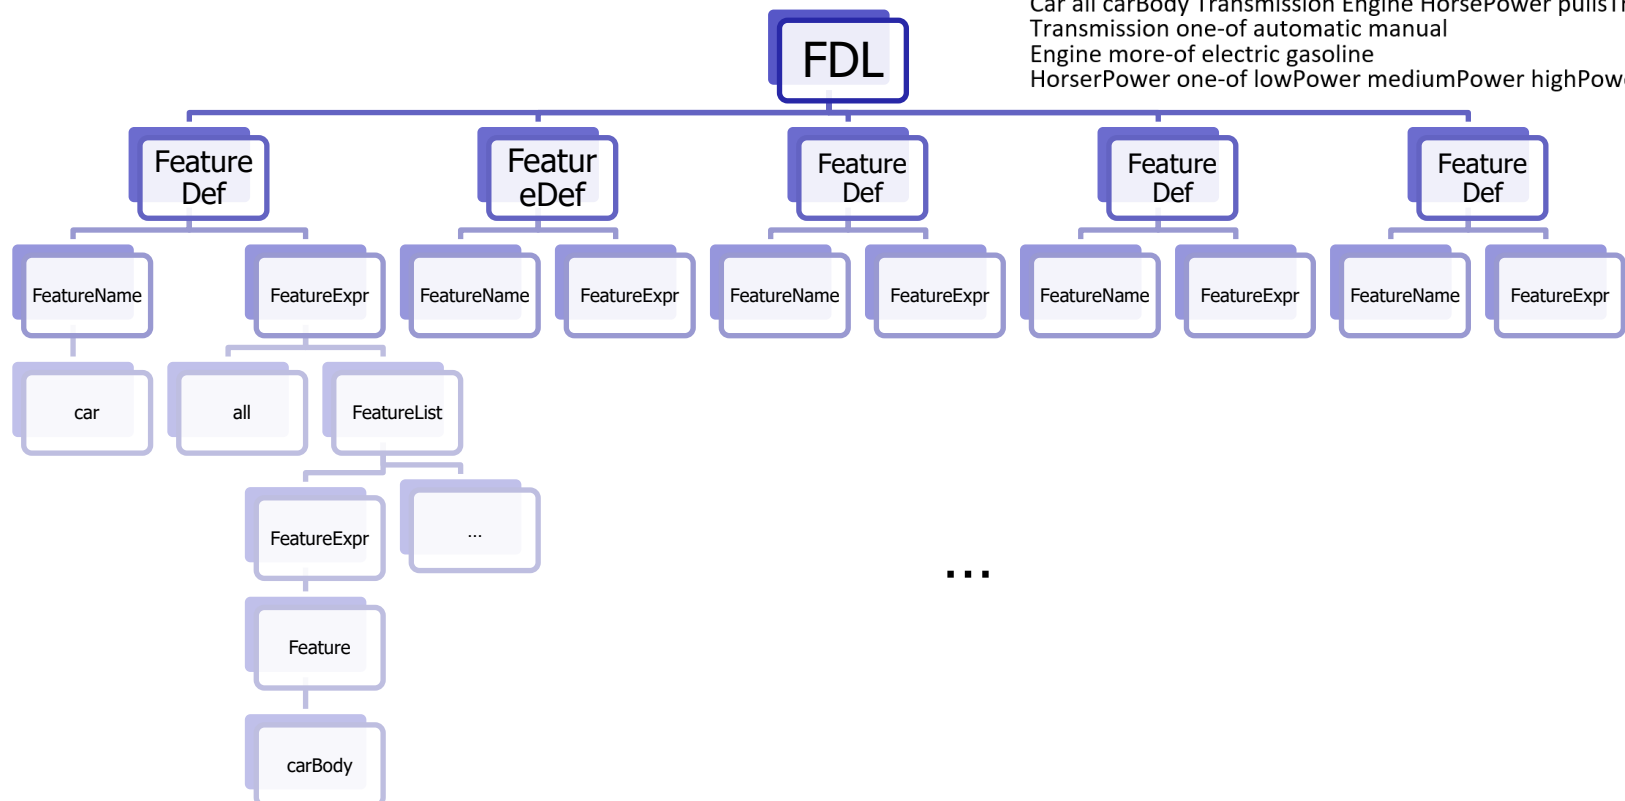 Car all carBody Transmission Engine HorsePower
Transmission one-of automatic manual
Engine more-of electric gasoline
HorserPower one-of lowPower mediumPower
FDL
Feature
Def
Featur
eDef
Feature
Def
Feature
Def
Feature
Def
FeatureName
FeatureExpr
FeatureName
FeatureExpr
FeatureName
FeatureExpr
FeatureName
FeatureExpr
FeatureName
FeatureExpr
car
all
FeatureList
FeatureExpr
...
...
Feature
carBody